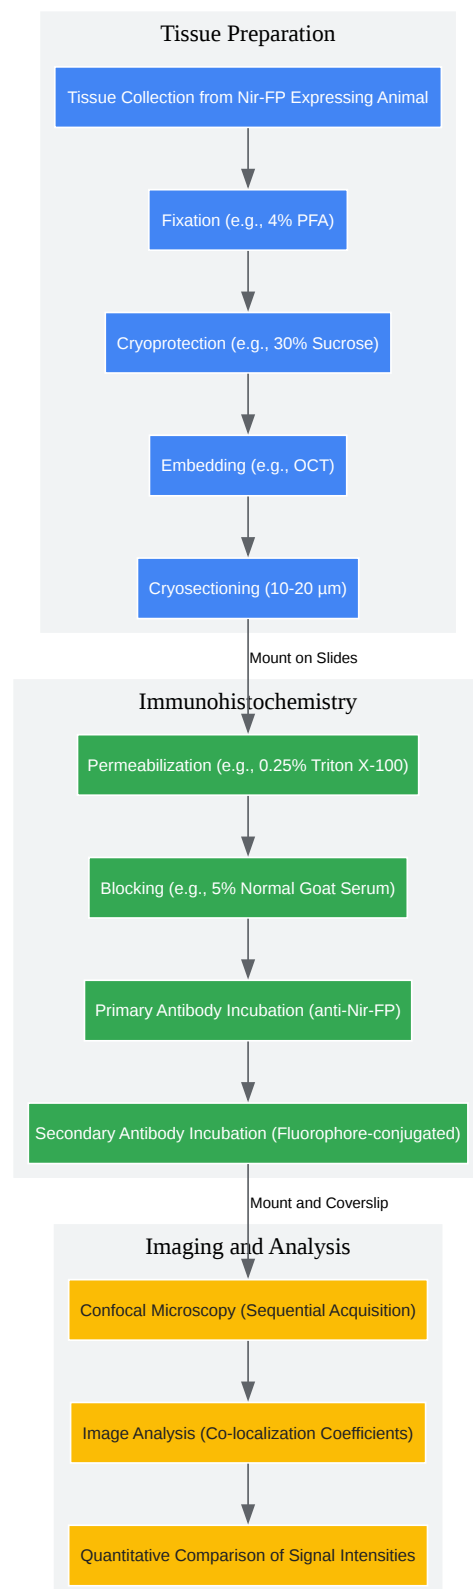 Tissue Preparation
Tissue Collection from Nir-FP Expressing Animal
Fixation (e.g., 4% PFA)
Cryoprotection (e.g., 30% Sucrose)
Embedding (e.g., OCT)
Cryosectioning (10-20 µm)
Mount on Slides
Immunohistochemistry
Permeabilization (e.g., 0.25% Triton X-100)
Blocking (e.g., 5% Normal Goat Serum)
Primary Antibody Incubation (anti-Nir-FP)
Secondary Antibody Incubation (Fluorophore-conjugated)
Mount and Coverslip
Imaging and Analysis
Confocal Microscopy (Sequential Acquisition)
Image Analysis (Co-localization Coefficients)
Quantitative Comparison of Signal Intensities